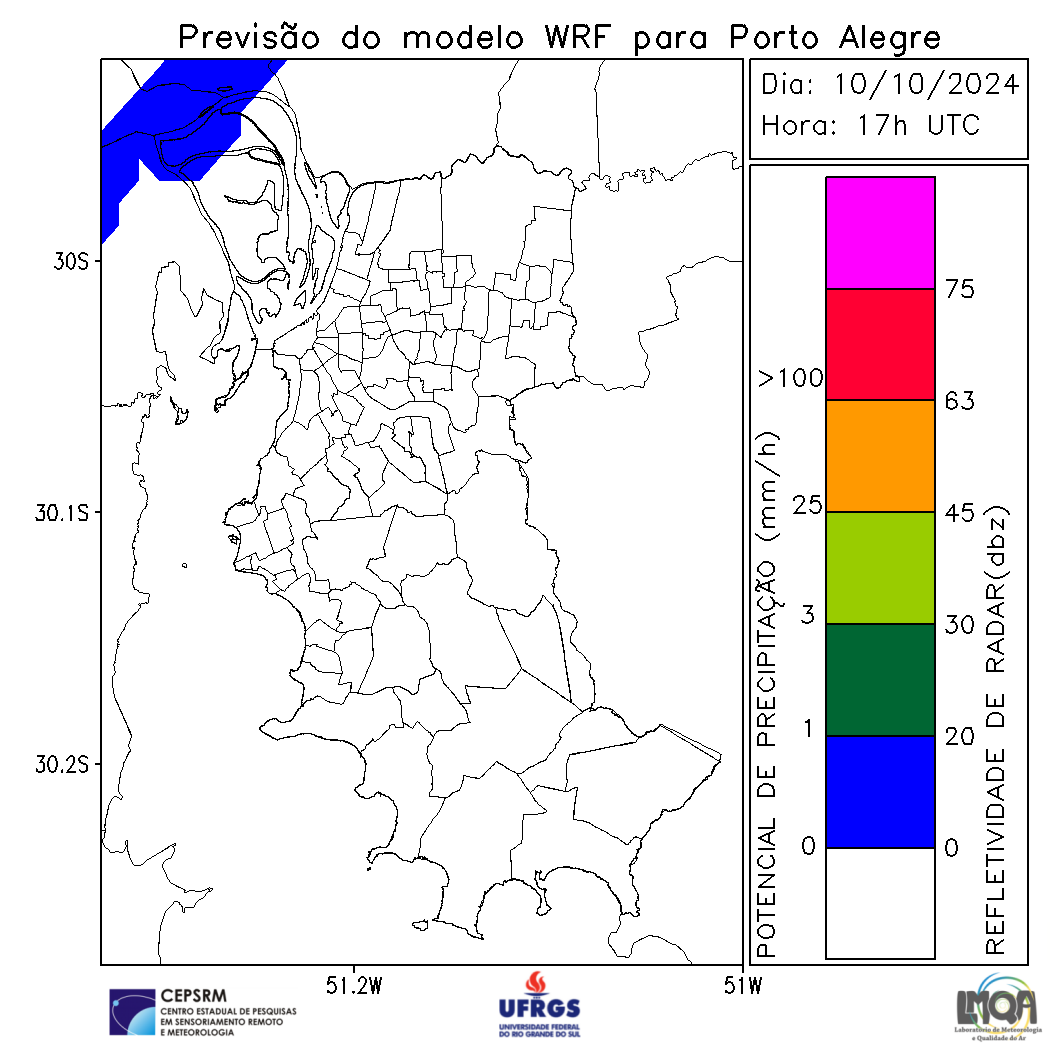 Previsão do modelo WRF para Porto Alegre
Dia: 10/10/2024
Hora: 17h UTC
30S
30.1S
30.2S
51.2W
51W
POTENCIAL DE PRECIPITAÇÃO (mm/h)
>100
25
3
1
0
75
63
45
30
20
0
REFLETIVIDADE DE RADAR(dbz)
CEPSRM
CENTRO ESTADUAL DE PESQUISAS
EM SENSORIAMENTO REMOTO
E METEOROLOGIA
UFRGS
UNIVERSIDADE FEDERAL
DO RIO GRANDE DO SUL
LMQA
Laboratório de Meteorologia
e Qualidade do Ar